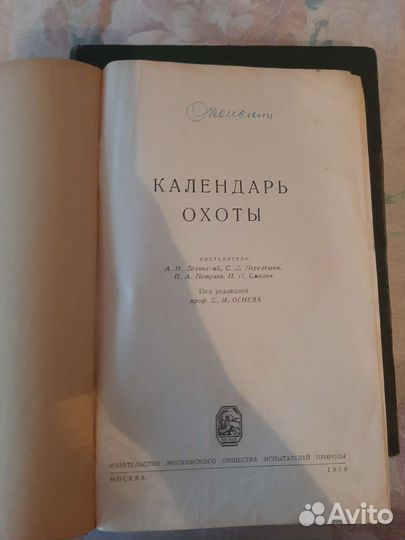 КАЛЕНДАРЬ
ОХОТЫ
СОСТАВИТЕЛИ:
А. И. Зелинский, С. Д. Перелешин,
П. А. Петряев, П. П. Смолин
Под редакцией
проф. С. И. ОГНЕВА
ИЗДАТЕЛЬСТВО МОСКОВСКОГО ОБЩЕСТВА ИСПЫТАТЕЛЕЙ ПРИРОДЫ
МОСКВА 1950
Avito